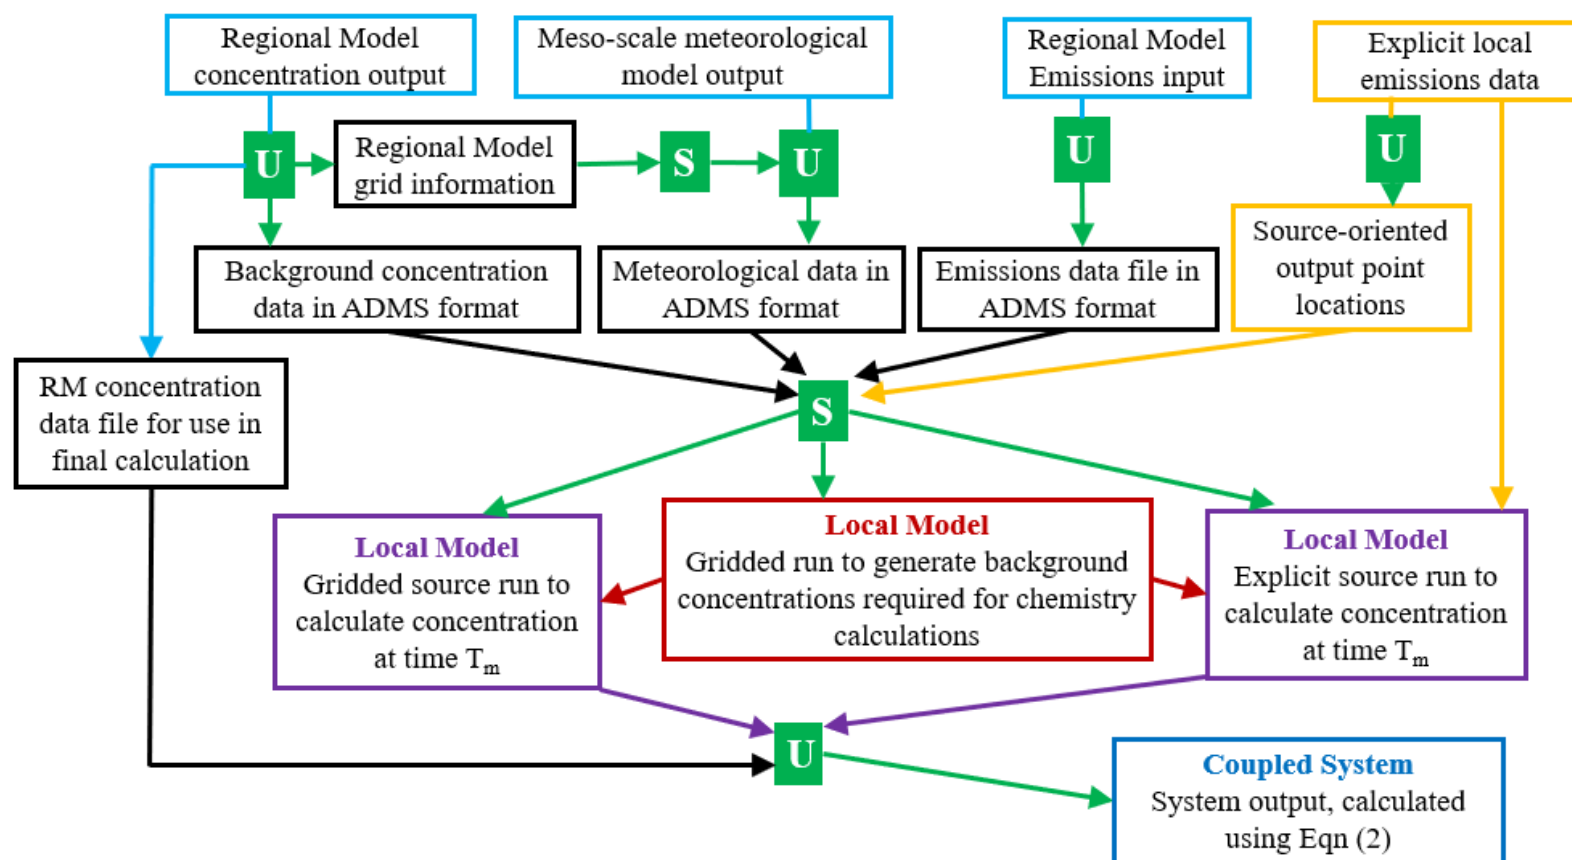 Regional Model
concentration output
Meso-scale meteorological
model output
Regional Model
Emissions input
Explicit local
emissions data
U
Regional Model
grid information
S
U
U
U
Background concentration
data in ADMS format
Meteorological data in
ADMS format
Emissions data file in
ADMS format
Source-oriented
output point
locations
RM concentration
data file for use in
final calculation
S
Local Model
Gridded source run to
calculate concentration
at time Tm
Local Model
Gridded run to generate background
concentrations required for chemistry
calculations
Local Model
Explicit source run to
calculate concentration
at time Tm
U
Coupled System
System output, calculated
using Eqn (2)